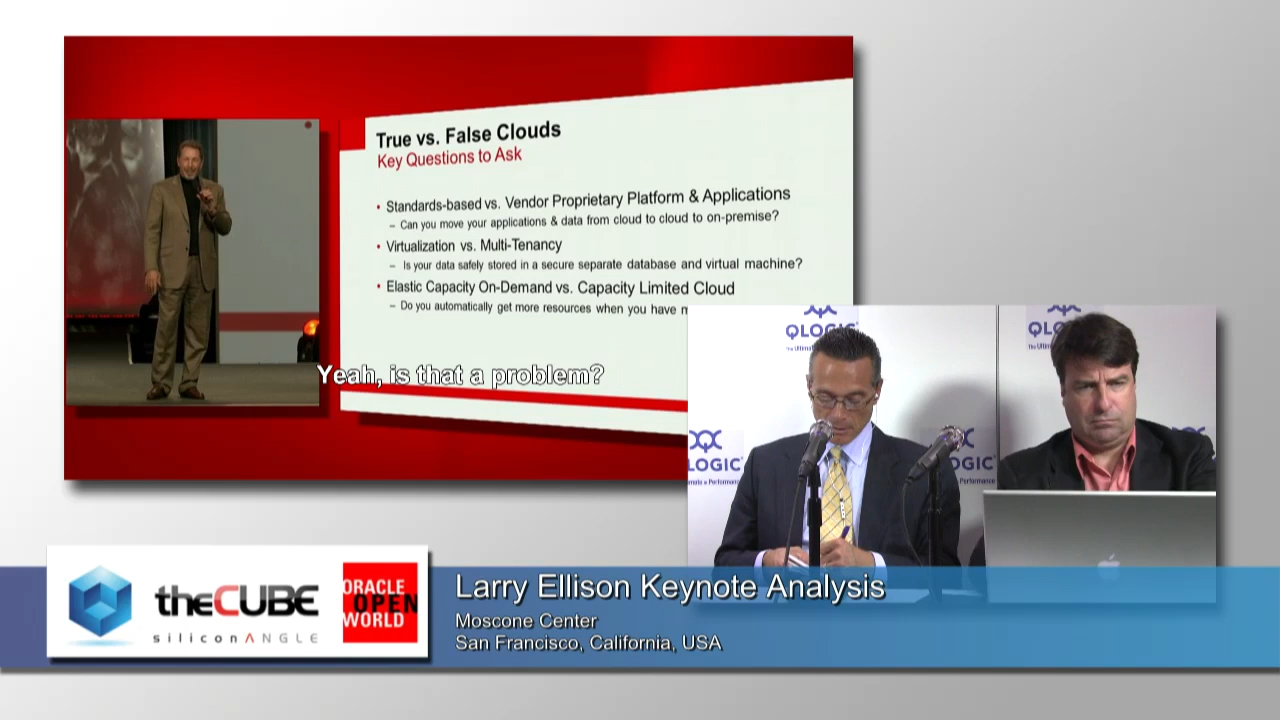 True vs. False Clouds
Key Questions to Ask
• Standards-based vs. Vendor Proprietary Platform & Applications
– Can you move your applications & data from cloud to cloud to on-premise?
• Virtualization vs. Multi-Tenancy
– Is your data safely stored in a secure separate database and virtual machine?
• Elastic Capacity On-Demand vs. Capacity Limited Cloud
– Do you automatically get more resources when you have
Yeah, is that a problem?
QLOGIC
QLOGIC
LOGIC
OGIC
Performance
theCUBE
siliconANGLE
ORACLE
OPEN
WORLD
Larry Ellison Keynote Analysis
Moscone Center
San Francisco, California, USA